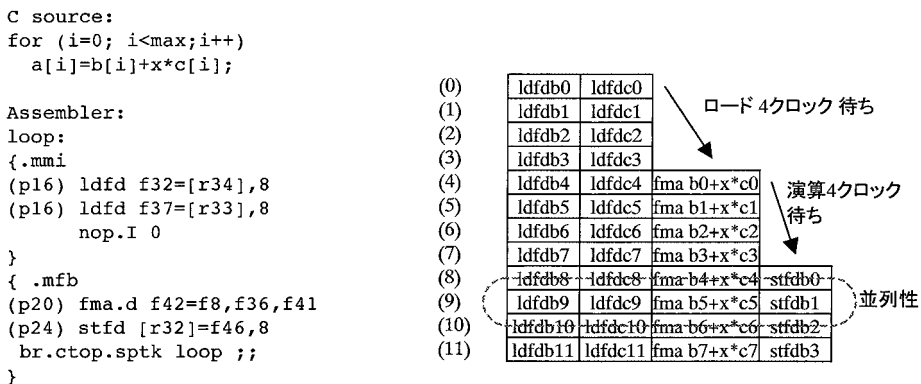 C source:
for (i=0; i<max;i++)
a[i]=b[i]+x*c[i];
Assembler:
loop:
{.mmi
(p16) ldfd f32=[r34],8
(p16) ldfd f37=[r33],8
nop.I 0
}
{ .mfb
(p20) fma.d f42=f8,f36,f41
(p24) stfd [r32]=f46,8
br.ctop.sptk loop ;;
}
(0) ldfdb0 ldfdc0
(1) ldfdb1 ldfdc1
(2) ldfdb2 ldfdc2
(3) ldfdb3 ldfdc3
(4) ldfdb4 ldfdc4 fma b0+x*c0
(5) ldfdb5 ldfdc5 fma b1+x*c1
(6) ldfdb6 ldfdc6 fma b2+x*c2
(7) ldfdb7 ldfdc7 fma b3+x*c3
(8) ldfdb8 ldfdc8 fma b4+x*c4 stfdb0
(9) ldfdb9 ldfdc9 fma b5+x*c5 stfdb1
(10) ldfdb10 ldfdc10 fma b6+x*c6 stfdb2
(11) ldfdb11 ldfdc11 fma b7+x*c7 stfdb3
ロード 4クロック 待ち
演算4クロック
待ち
並列性